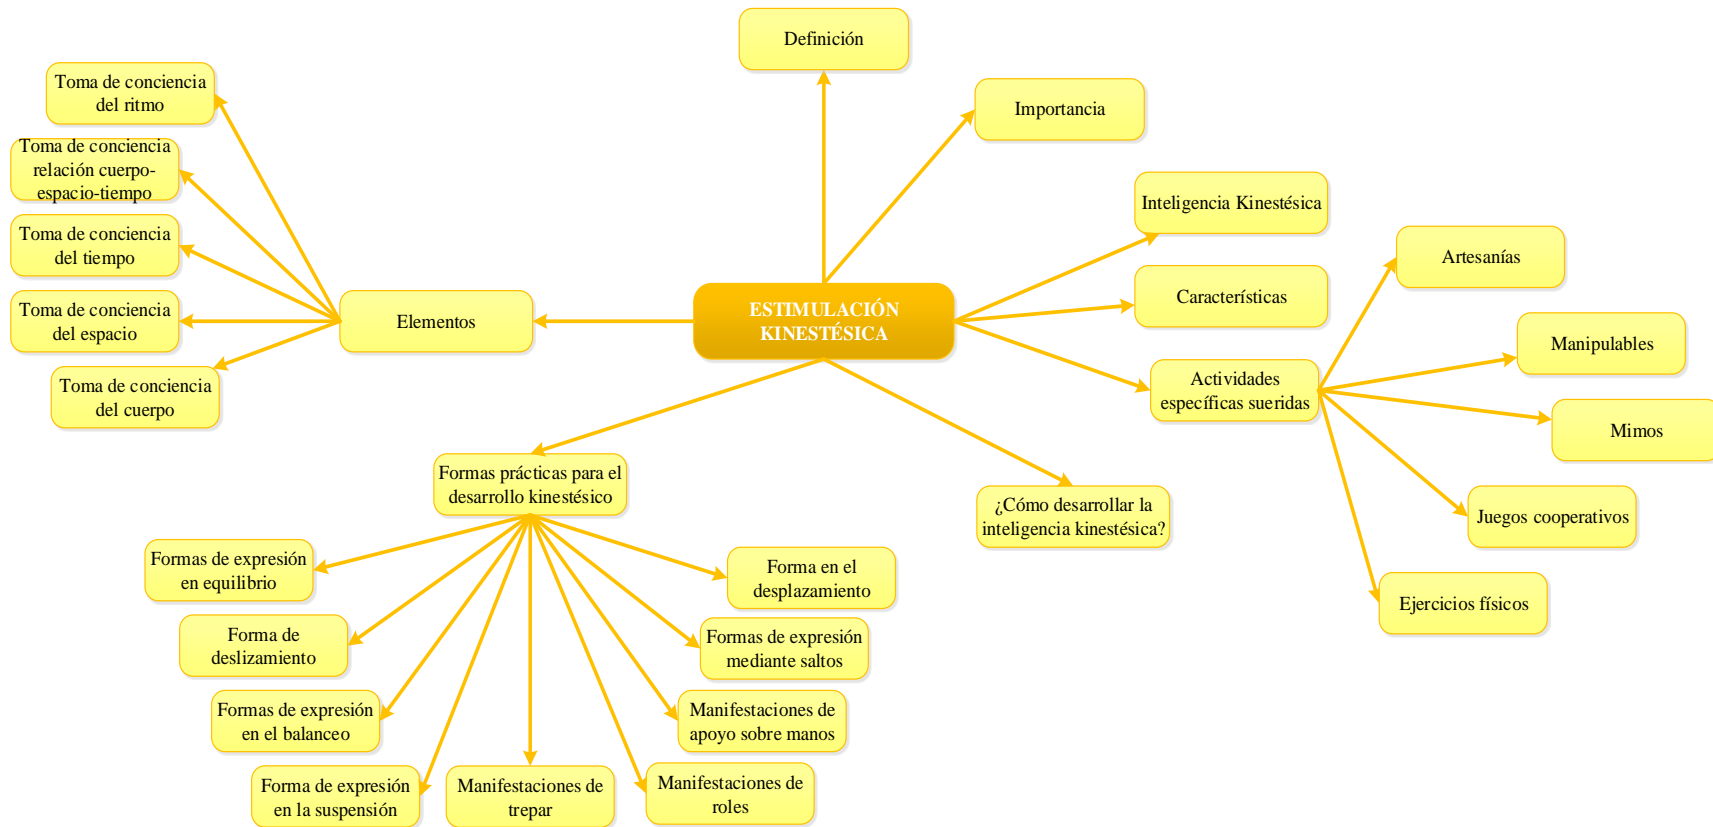 Definición
Importancia
Inteligencia Kinestésica
Características
Actividades
específicas sueridas
Artesanías
Manipulables
Mimos
Juegos cooperativos
Ejercicios físicos
ESTIMULACIÓN
KINESTÉSICA
Elementos
Toma de conciencia
del ritmo
Toma de conciencia
relación cuerpo-
espacio-tiempo
Toma de conciencia
del tiempo
Toma de conciencia
del espacio
Toma de conciencia
del cuerpo
Formas prácticas para el
desarrollo kinestésico
¿Cómo desarrollar la
inteligencia kinestésica?
Formas de expresión
en equilibrio
Forma de
deslizamiento
Formas de expresión
en el balanceo
Forma de expresión
en la suspensión
Manifestaciones de
trepar
Manifestaciones de
roles
Manifestaciones de
apoyo sobre manos
Formas de expresión
mediante saltos
Forma en el
desplazamiento